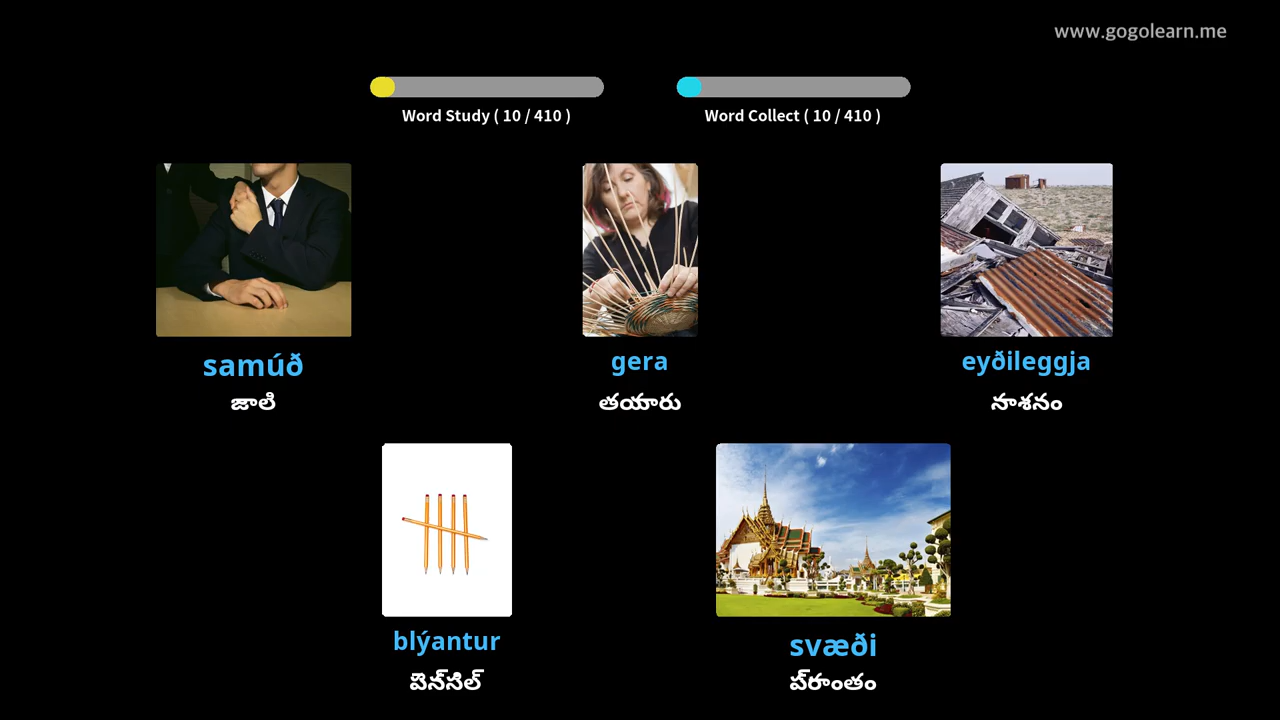 www.gogolearn.me
Word Study ( 10 / 410 )
Word Collect ( 10 / 410 )
samúð
జాలి
gera
తయారు
eyðileggja
నాశనం
blýantur
పెన్‌సిల్
svæði
ప్‌రాంతం